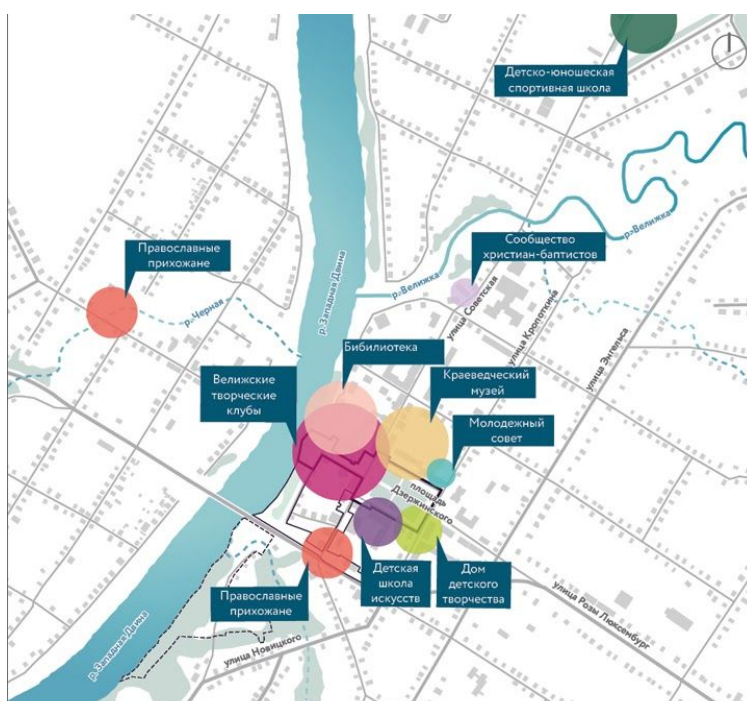 Детско-юношеская
спортивная школа
р. Велижка
Сообщество
христиан-баптистов
Православные
прихожане
р. Западная Двина
р. Велижка
р. Черная
улица Советская
улица Кропоткина
улица Энгельса
Бибилиотека
Велижские
творческие
клубы
Краеведческий
музей
Молодежный
совет
площадь
Дзержинского
Православные
прихожане
Детская
школа
искусств
Дом
детского
творчества
улица Розы Люксенбург
улица Новицкого
р. Западная Двина